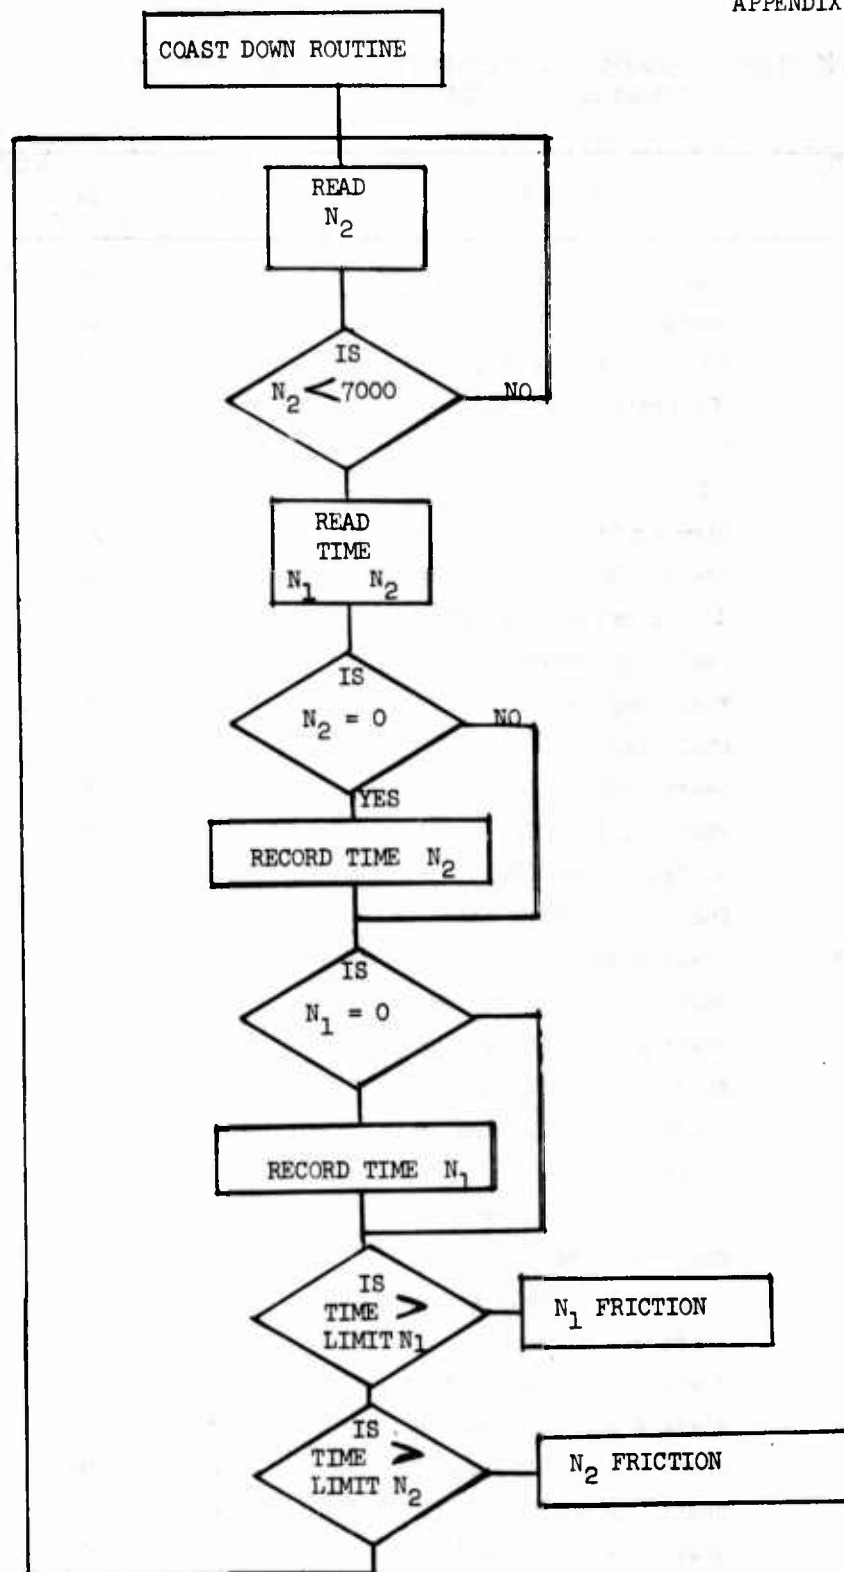 APPENDIX
COAST DOWN ROUTINE
READ
N2
IS
N2 < 7000
NO
READ
TIME
N1 N2
IS
N2 = 0
NO
YES
RECORD TIME N2
IS
N1 = 0
RECORD TIME N1
IS
TIME >
LIMIT N1
N1 FRICTION
IS
TIME >
LIMIT N2
N2 FRICTION